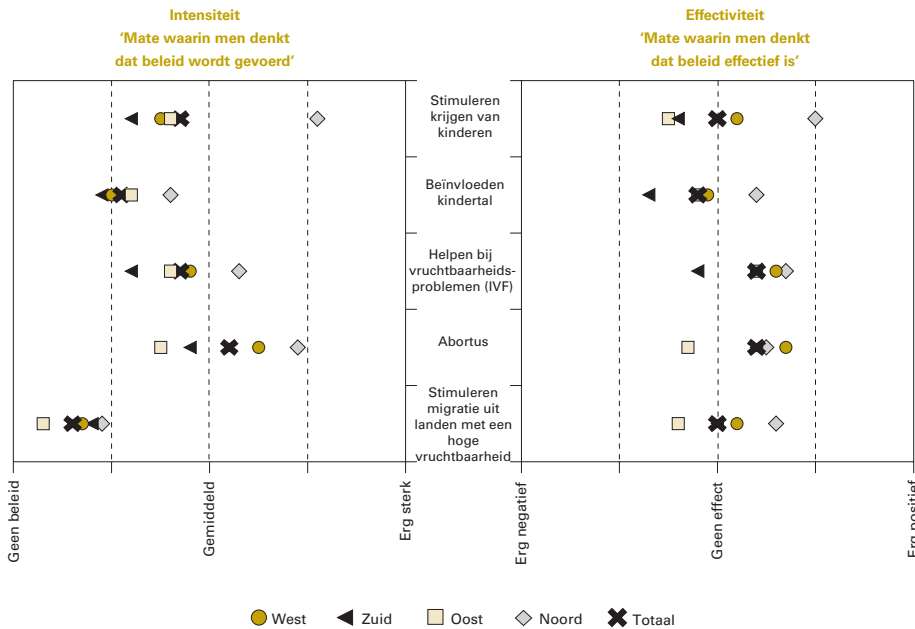 Intensiteit
‘Mate waarin men denkt
dat beleid wordt gevoerd’
Effectiviteit
‘Mate waarin men denkt
dat beleid effectief is’
Stimuleren
krijgen van
kinderen
Beïnvloeden
kindertal
Helpen bij
vruchtbaarheids-
problemen (IVF)
Abortus
Stimuleren
migratie uit
landen met een
hoge
vruchtbaarheid
Geen beleid
Gemiddeld
Erg sterk
Erg negatief
Geen effect
Erg positief
West
Zuid
Oost
Noord
Totaal